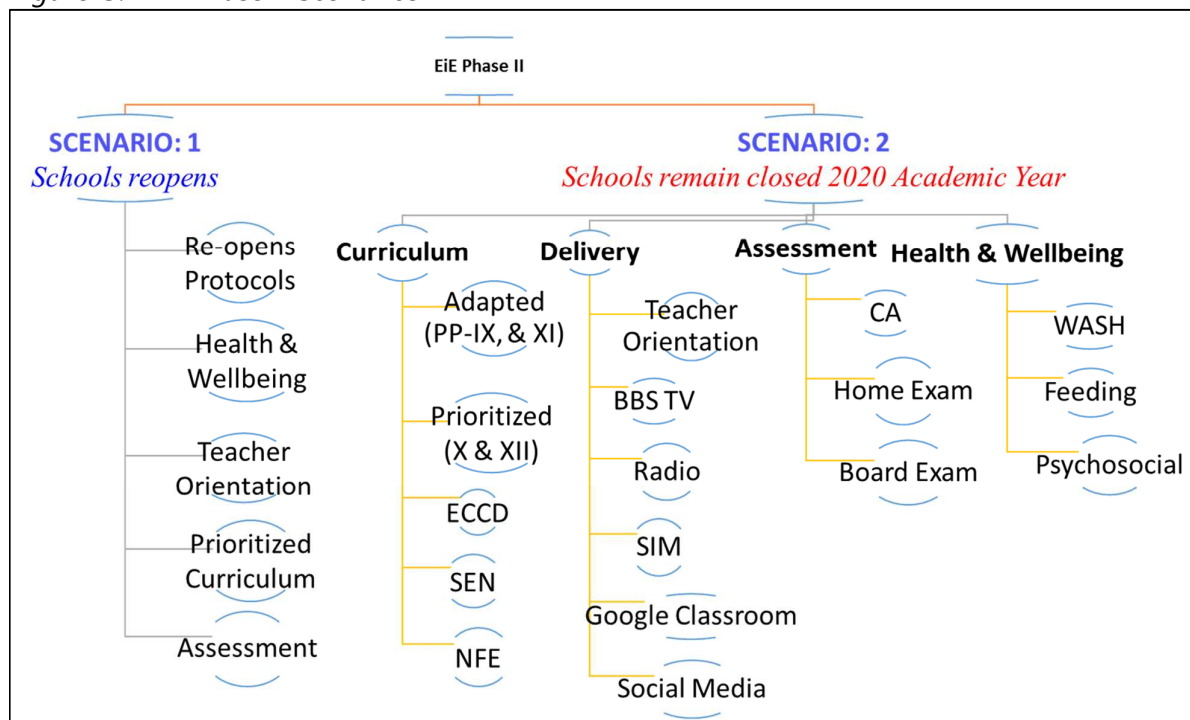 EiE Phase II
SCENARIO: 1
Schools reopens
Re-opens
Protocols
Health &
Wellbeing
Teacher
Orientation
Prioritized
Curriculum
Assessment
SCENARIO: 2
Schools remain closed 2020 Academic Year
Curriculum
Adapted
(PP-IX, & XI)
Prioritized
(X & XII)
ECCD
SEN
NFE
Delivery
Teacher
Orientation
BBS TV
Radio
SIM
Google Classroom
Social Media
Assessment
CA
Home Exam
Board Exam
Health & Wellbeing
WASH
Feeding
Psychosocial